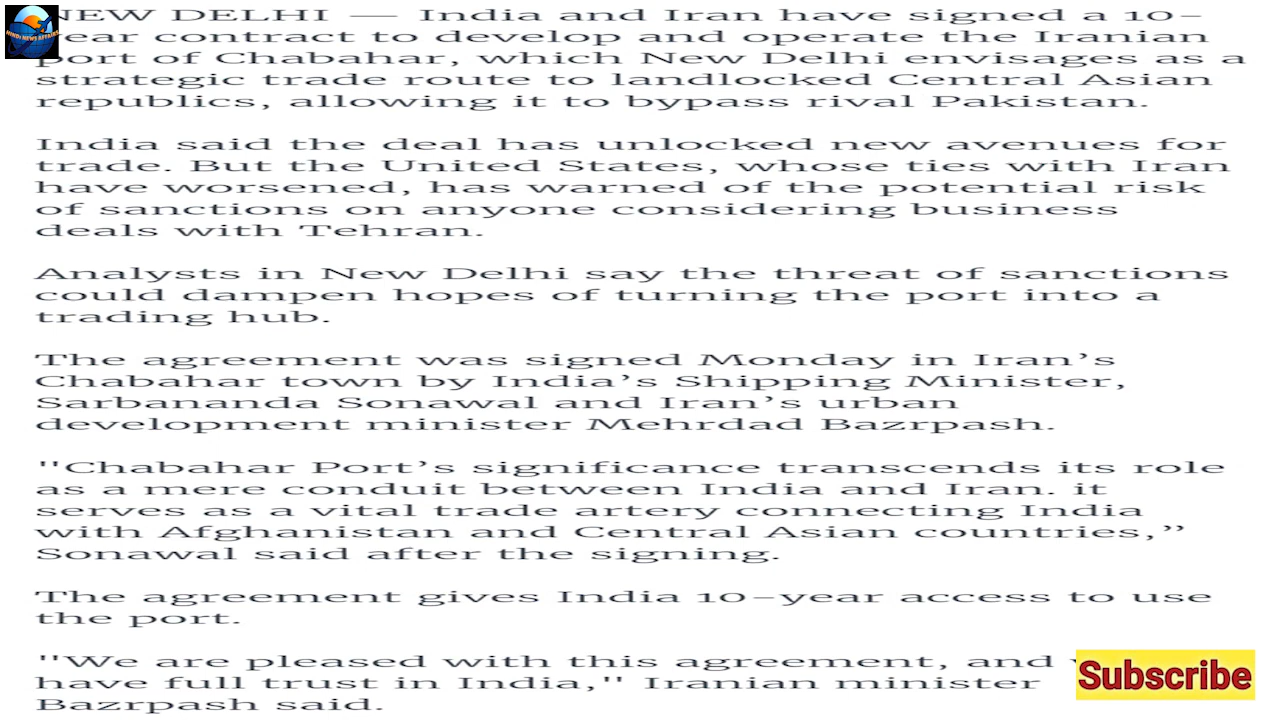 NEW DELHI — India and Iran have signed a 10-
year contract to develop and operate the Iranian
port of Chabahar, which New Delhi envisages as a
strategic trade route to landlocked Central Asian
republics, allowing it to bypass rival Pakistan.
India said the deal has unlocked new avenues for
trade. But the United States, whose ties with Iran
have worsened, has warned of the potential risk
of sanctions on anyone considering business
deals with Tehran.
Analysts in New Delhi say the threat of sanctions
could dampen hopes of turning the port into a
trading hub.
The agreement was signed Monday in Iran’s
Chabahar town by India’s Shipping Minister,
Sarbananda Sonawal and Iran’s urban
development minister Mehrdad Bazrpash.
"Chabahar Port’s significance transcends its role
as a mere conduit between India and Iran. it
serves as a vital trade artery connecting India
with Afghanistan and Central Asian countries,”
Sonawal said after the signing.
The agreement gives India 10-year access to use
the port.
"We are pleased with this agreement, and
have full trust in India," Iranian minister
Bazrpash said.
HINDI NEWS AFFAIRS
Subscribe